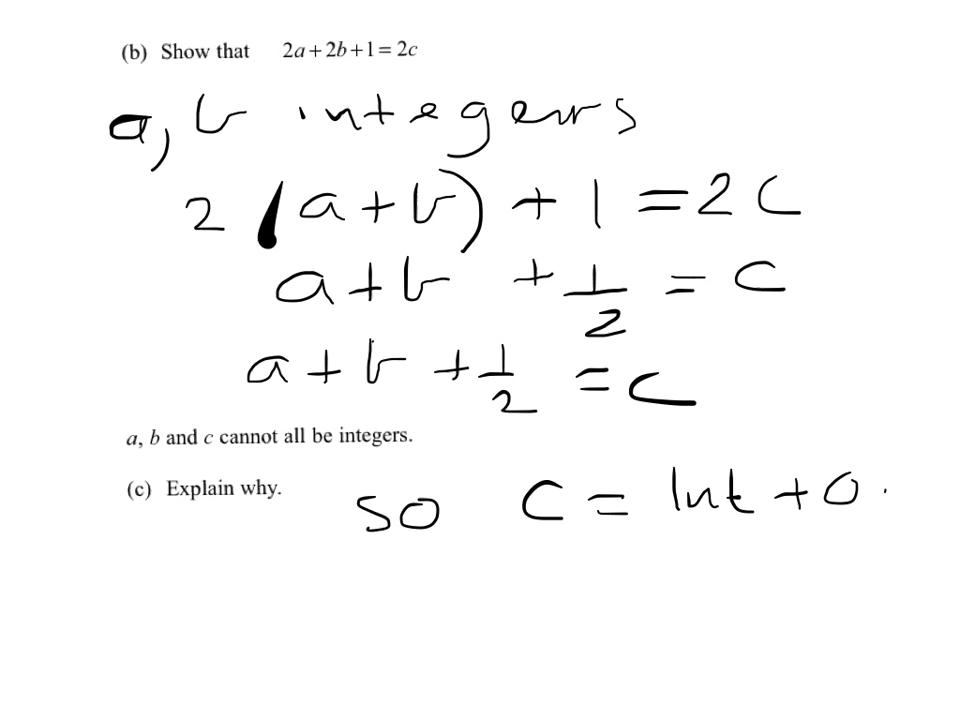 (b) Show that 2a + 2b + 1 = 2c
a, b integers
2 (a + b) + 1 = 2c
a + b + 1/2 = c
a + b + 1/2 = c
a, b and c cannot all be integers.
(c) Explain why.
so c = Int + 0.